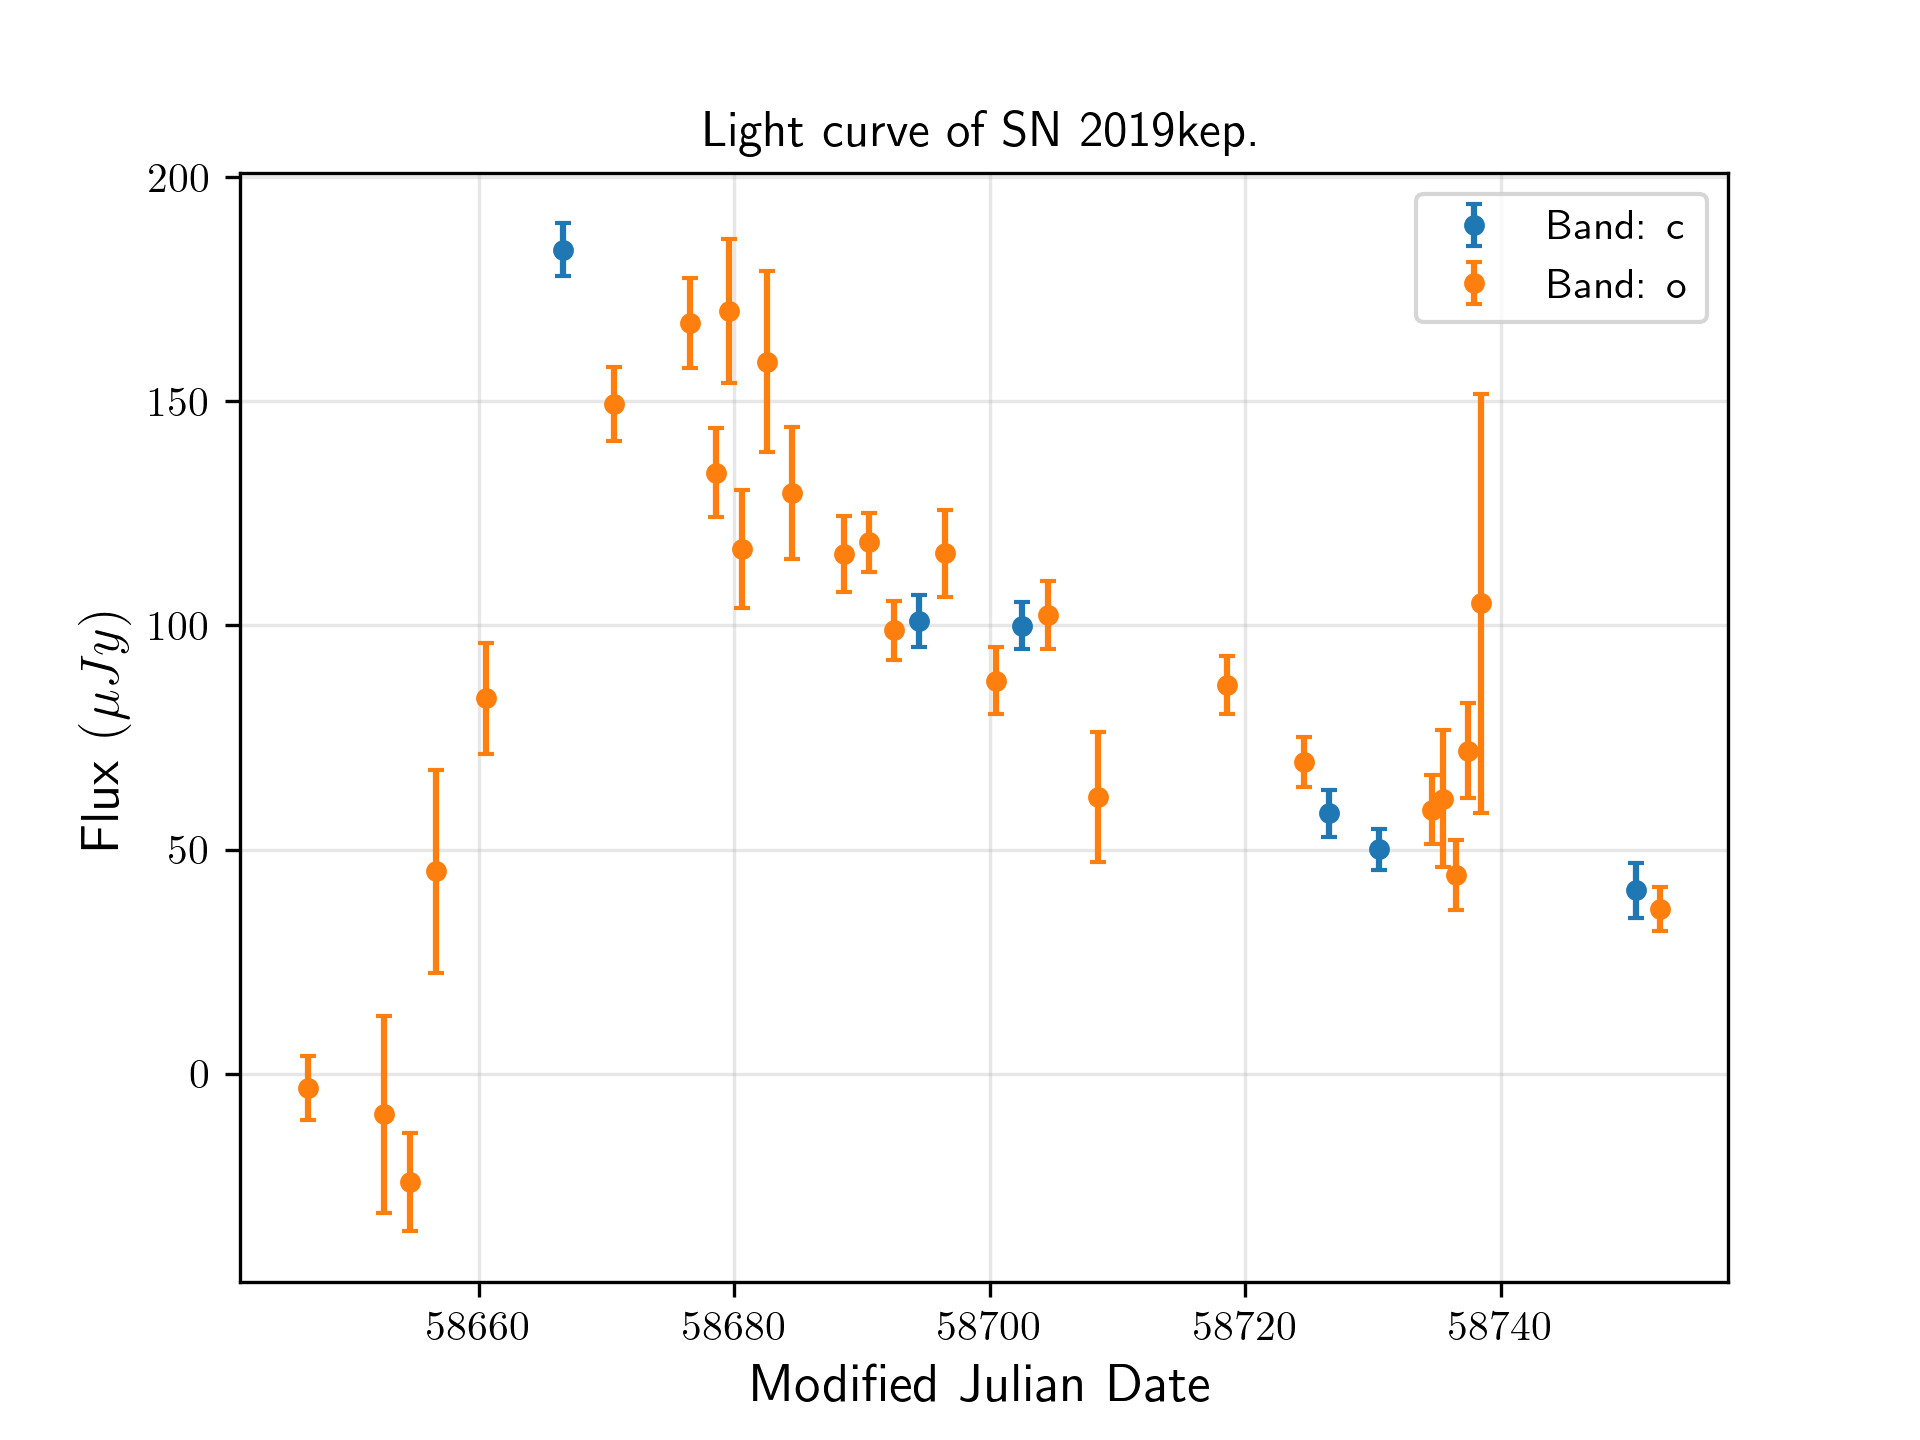 Light curve of SN 2019kep.
200
150
100
50
0
Flux (μJy)
Band: c
Band: o
58660 58680 58700 58720 58740
Modified Julian Date